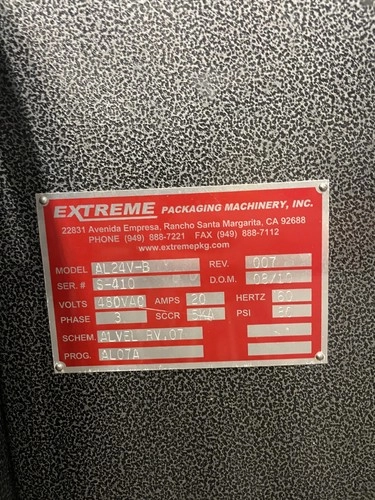 EXTREME PACKAGING MACHINERY, INC.
22831 Avenida Empresa, Rancho Santa Margarita, CA 92688
PHONE (949) 888-7221 FAX (949) 888-7112
www.extremepkg.com
MODEL AL24V-B REV. 007
SER. # S-410 D.O.M. 08/12
VOLTS 480VAC AMPS 20 HERTZ 60
PHASE 3 SCCR 5KA PSI 80
SCHEM. ALVEL RV.07
PROG. AL07A